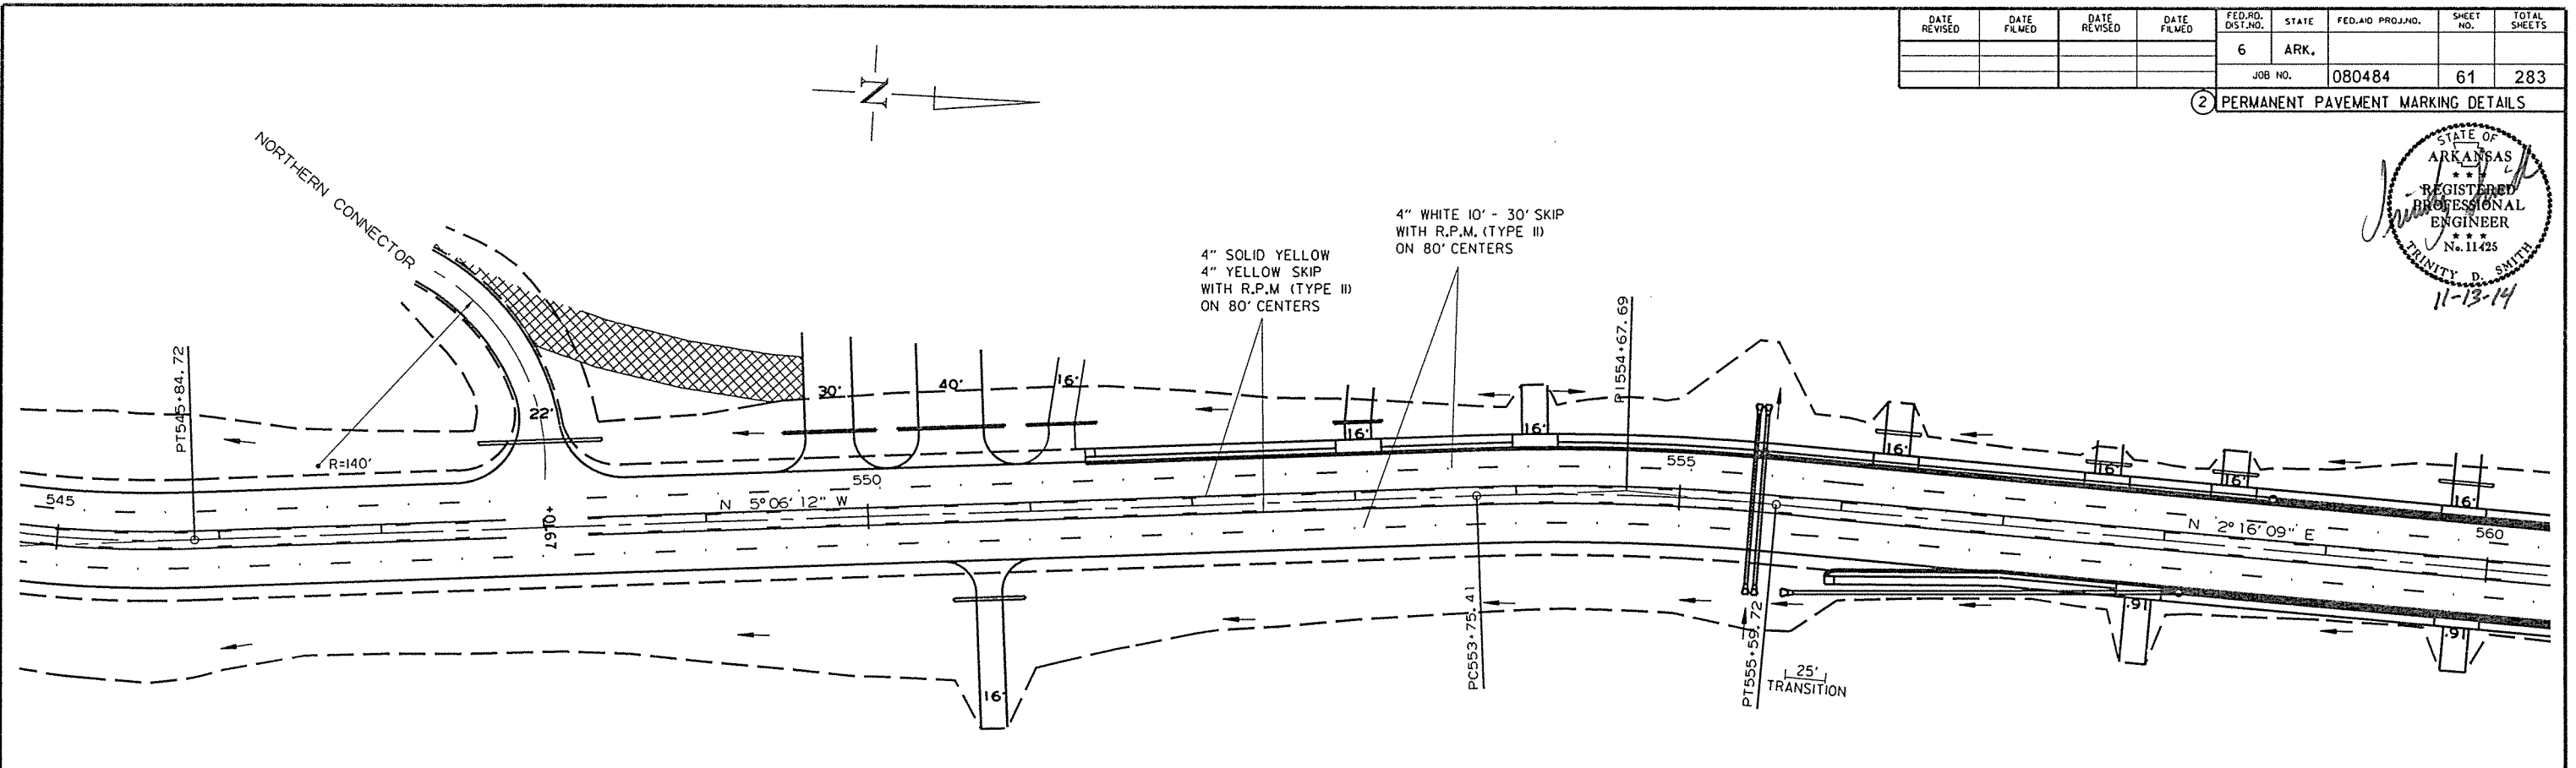 DATE REVISED
DATE FILMED
DATE REVISED
DATE FILMED
FED.RD. DIST.NO.
STATE
FED.AID PROJ.NO.
SHEET NO.
TOTAL SHEETS
6
ARK.
JOB NO.
080484
61
283
2 PERMANENT PAVEMENT MARKING DETAILS
STATE OF
ARKANSAS
REGISTERED
PROFESSIONAL
ENGINEER
No. 11425
TRINITY D. SMITH
11-13-14
N
NORTHERN CONNECTOR
4" WHITE 10' - 30' SKIP
WITH R.P.M. (TYPE II)
ON 80' CENTERS
4" SOLID YELLOW
4" YELLOW SKIP
WITH R.P.M (TYPE II)
ON 80' CENTERS
PT545+84.72
R=140'
22'
30'
40'
16'
16'
16'
PI554+67.69
16'
16'
16'
16'
545
N 5°06'12" W
550
555
N 2°16'09" E
560
16'
PC553+75.41
PT555+59.72
25'
TRANSITION
16'
16'